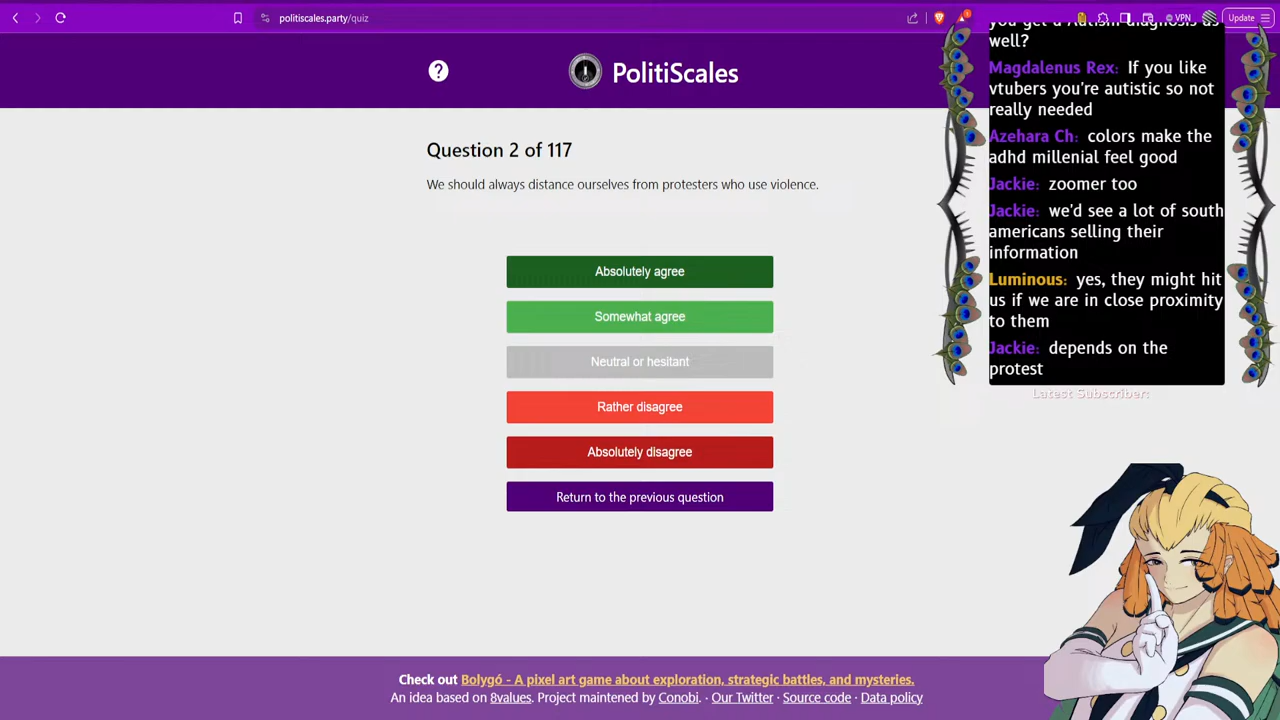 politiscales.party/quiz
VPN
Update
PolitiScales
Question 2 of 117
We should always distance ourselves from protesters who use violence.
Absolutely agree
Somewhat agree
Neutral or hesitant
Rather disagree
Absolutely disagree
Return to the previous question
you get a Autism diagnosis as
well?
Magdalenus Rex: If you like
vtubers you're autistic so not
really needed
Azehara Ch: colors make the
adhd millenial feel good
Jackie: zoomer too
Jackie: we'd see a lot of south
americans selling their
information
Luminous: yes, they might hit
us if we are in close proximity
to them
Jackie: depends on the
protest
Latest Subscriber:
Check out Bolygó - A pixel art game about exploration, strategic battles, and mysteries.
An idea based on 8values. Project maintened by Conobi. · Our Twitter · Source code · Data policy